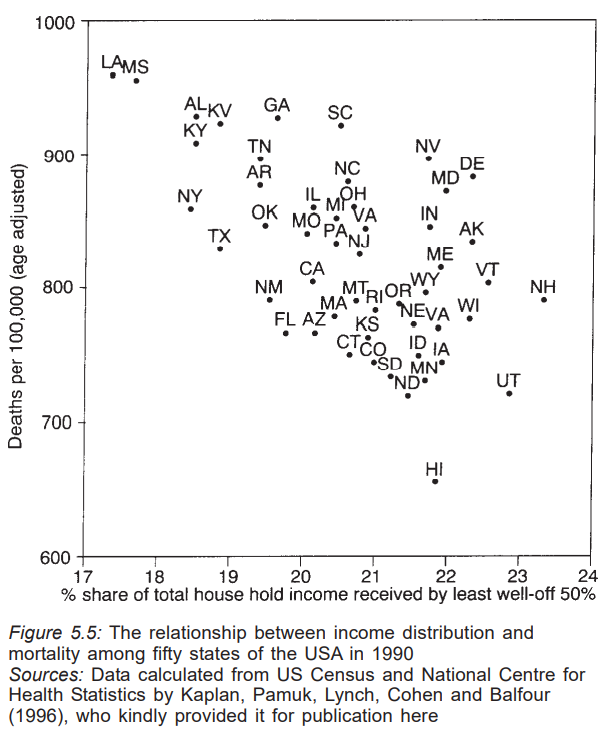 1000
LA MS
AL KV GA
SC
KY
900
TN NV
AR NC MD DE
NY IL OH
MI
OK MO VA IN
PA AK
TX NJ
ME
CA VT
800
NM MT WY NH
MA RI OR
FL AZ NE VA WI
KS
CT CO ID IA
SD MN
ND UT
700
HI
600
17 18 19 20 21 22 23 24
Deaths per 100,000 (age adjusted)
% share of total house hold income received by least well-off 50%
Figure 5.5: The relationship between income distribution and
mortality among fifty states of the USA in 1990
Sources: Data calculated from US Census and National Centre for
Health Statistics by Kaplan, Pamuk, Lynch, Cohen and Balfour
(1996), who kindly provided it for publication here